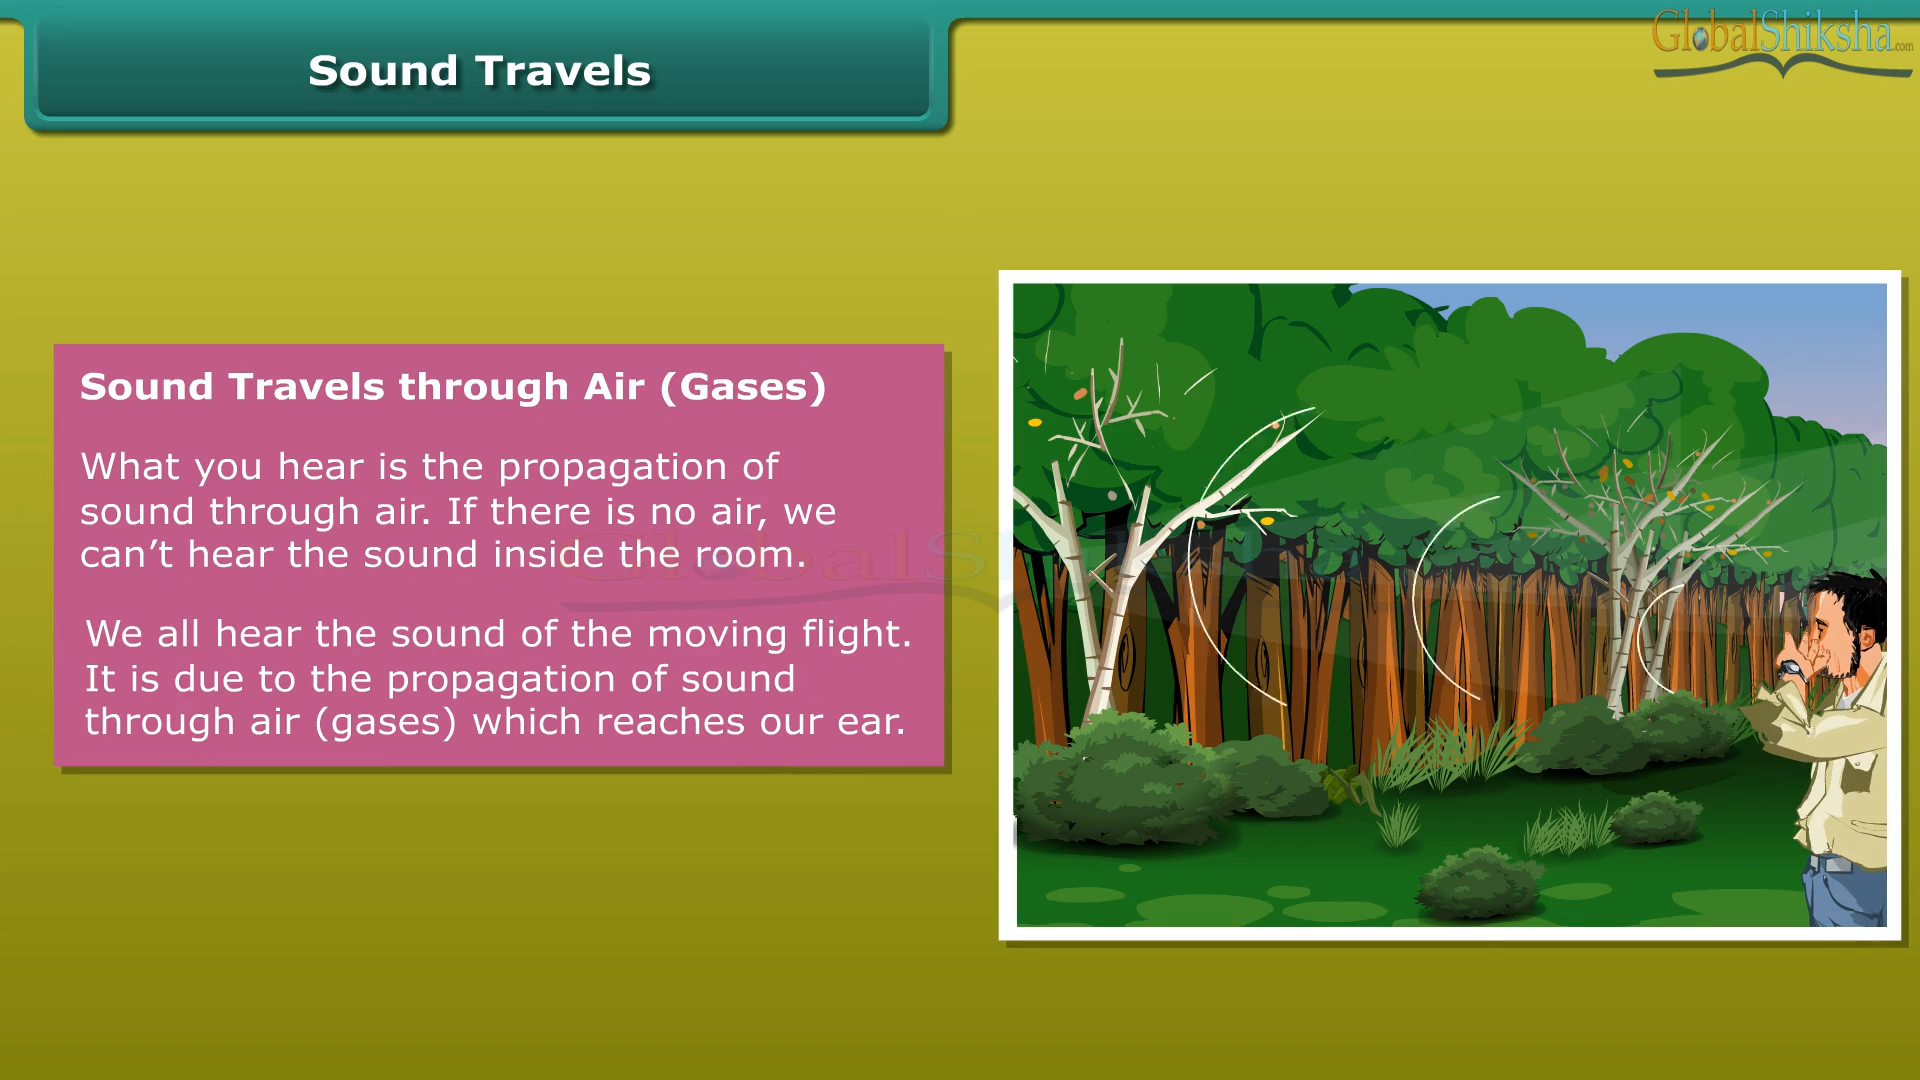 Sound Travels
GlobalShiksha.com
Sound Travels through Air (Gases)
What you hear is the propagation of
sound through air. If there is no air, we
can’t hear the sound inside the room.
We all hear the sound of the moving flight.
It is due to the propagation of sound
through air (gases) which reaches our ear.
GlobalShiksha